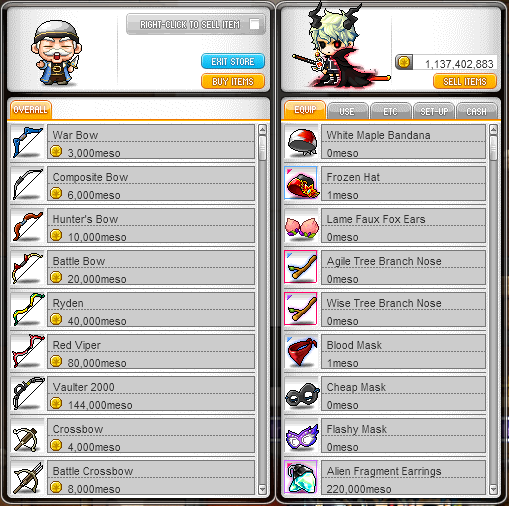 RIGHT-CLICK TO SELL ITEM
EXIT STORE
BUY ITEMS
OVERALL
War Bow
3,000meso
Composite Bow
6,000meso
Hunter's Bow
10,000meso
Battle Bow
20,000meso
Ryden
40,000meso
Red Viper
80,000meso
Vaulter 2000
144,000meso
Crossbow
4,000meso
Battle Crossbow
8,000meso
1,137,402,883
SELL ITEMS
EQUIP
USE
ETC
SET-UP
CASH
White Maple Bandana
0meso
Frozen Hat
1meso
Lame Faux Fox Ears
0meso
Agile Tree Branch Nose
0meso
Wise Tree Branch Nose
0meso
Blood Mask
1meso
Cheap Mask
0meso
Flashy Mask
0meso
Alien Fragment Earrings
220,000meso